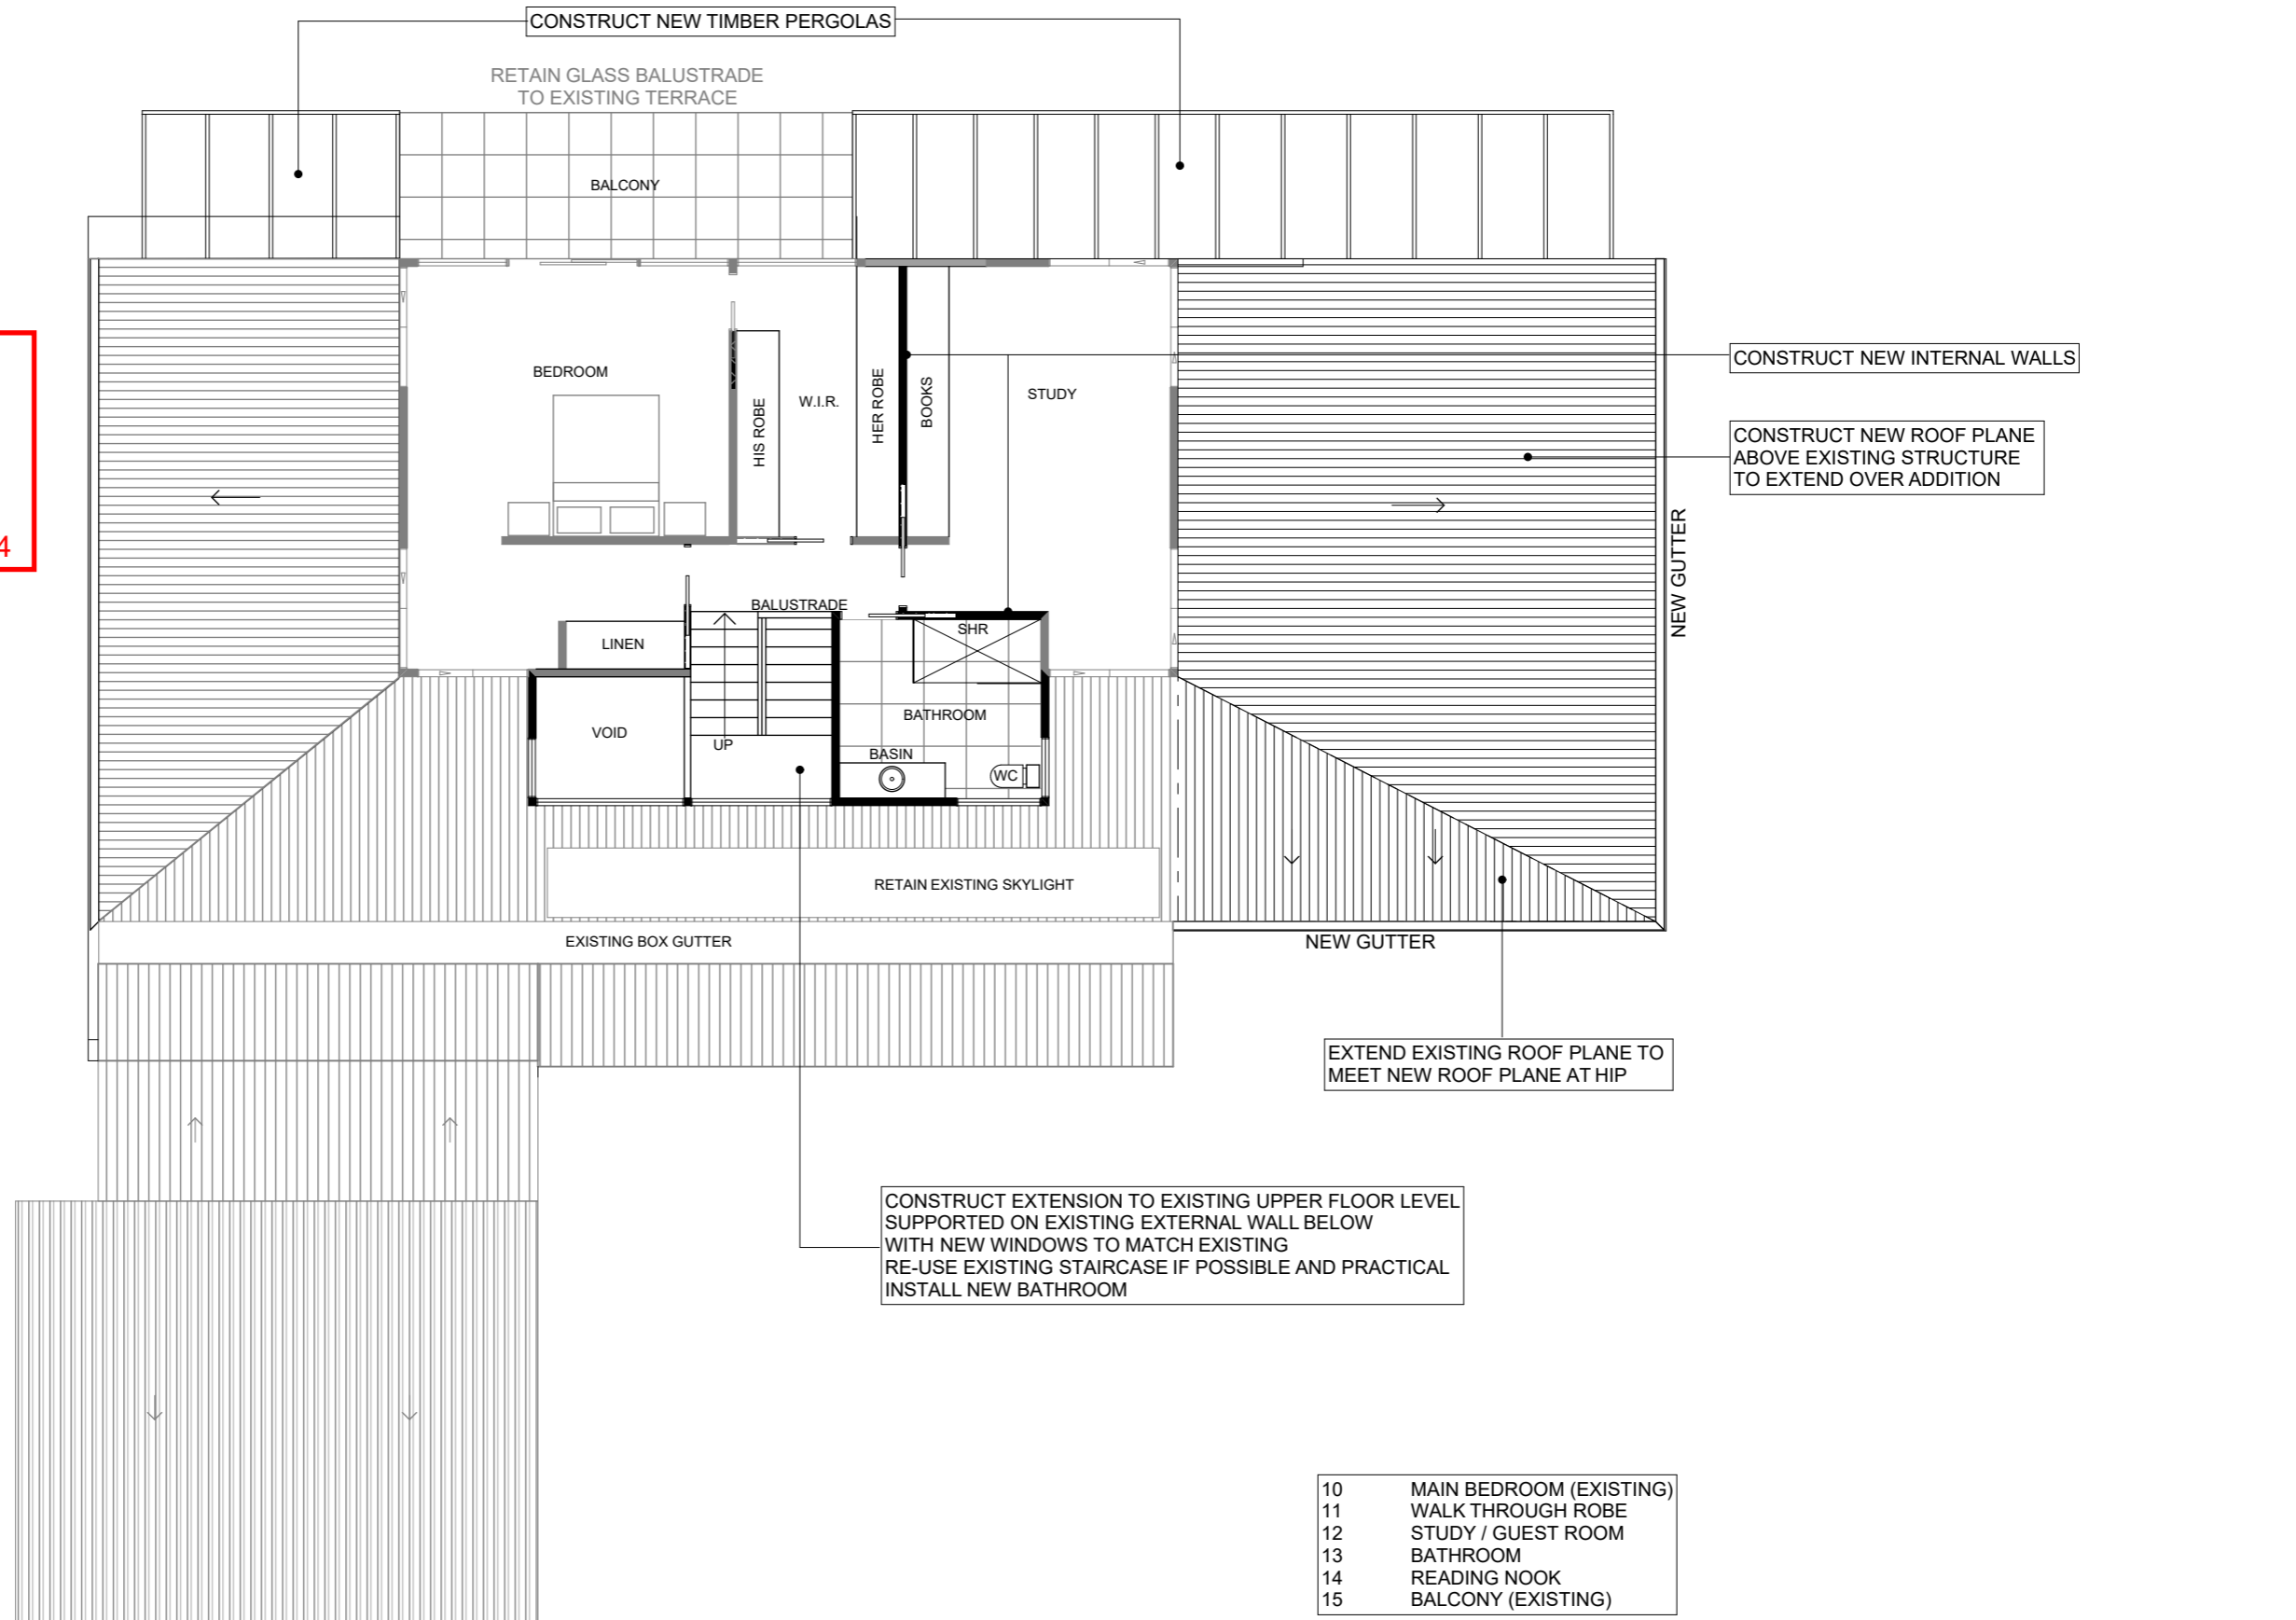 CONSTRUCT NEW TIMBER PERGOLAS
RETAIN GLASS BALUSTRADE
TO EXISTING TERRACE
BALCONY
BEDROOM
HIS ROBE
W.I.R.
HER ROBE
BOOKS
STUDY
CONSTRUCT NEW INTERNAL WALLS
CONSTRUCT NEW ROOF PLANE
ABOVE EXISTING STRUCTURE
TO EXTEND OVER ADDITION
4
NEW GUTTER
BALUSTRADE
LINEN
SHR
VOID
UP
BATHROOM
BASIN
WC
RETAIN EXISTING SKYLIGHT
EXISTING BOX GUTTER
NEW GUTTER
EXTEND EXISTING ROOF PLANE TO
MEET NEW ROOF PLANE AT HIP
CONSTRUCT EXTENSION TO EXISTING UPPER FLOOR LEVEL
SUPPORTED ON EXISTING EXTERNAL WALL BELOW
WITH NEW WINDOWS TO MATCH EXISTING
RE-USE EXISTING STAIRCASE IF POSSIBLE AND PRACTICAL
INSTALL NEW BATHROOM
10 MAIN BEDROOM (EXISTING)
11 WALK THROUGH ROBE
12 STUDY / GUEST ROOM
13 BATHROOM
14 READING NOOK
15 BALCONY (EXISTING)